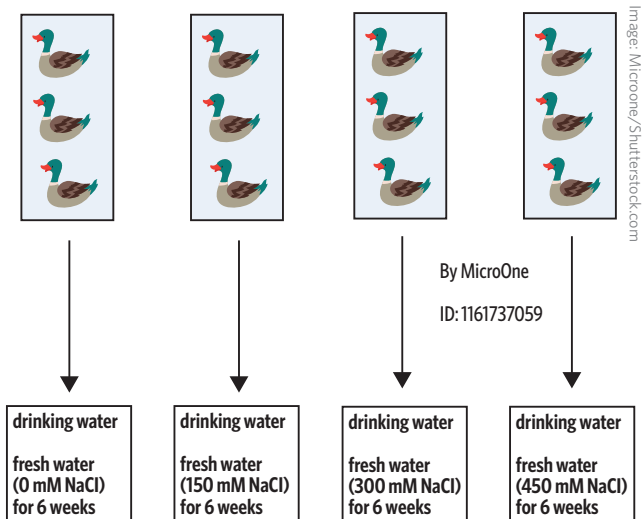 Image: Microone/Shutterstock.com
By MicroOne
ID: 1161737059
drinking water
fresh water
(0 mM NaCl)
for 6 weeks
drinking water
fresh water
(150 mM NaCl)
for 6 weeks
drinking water
fresh water
(300 mM NaCl)
for 6 weeks
drinking water
fresh water
(450 mM NaCl)
for 6 weeks